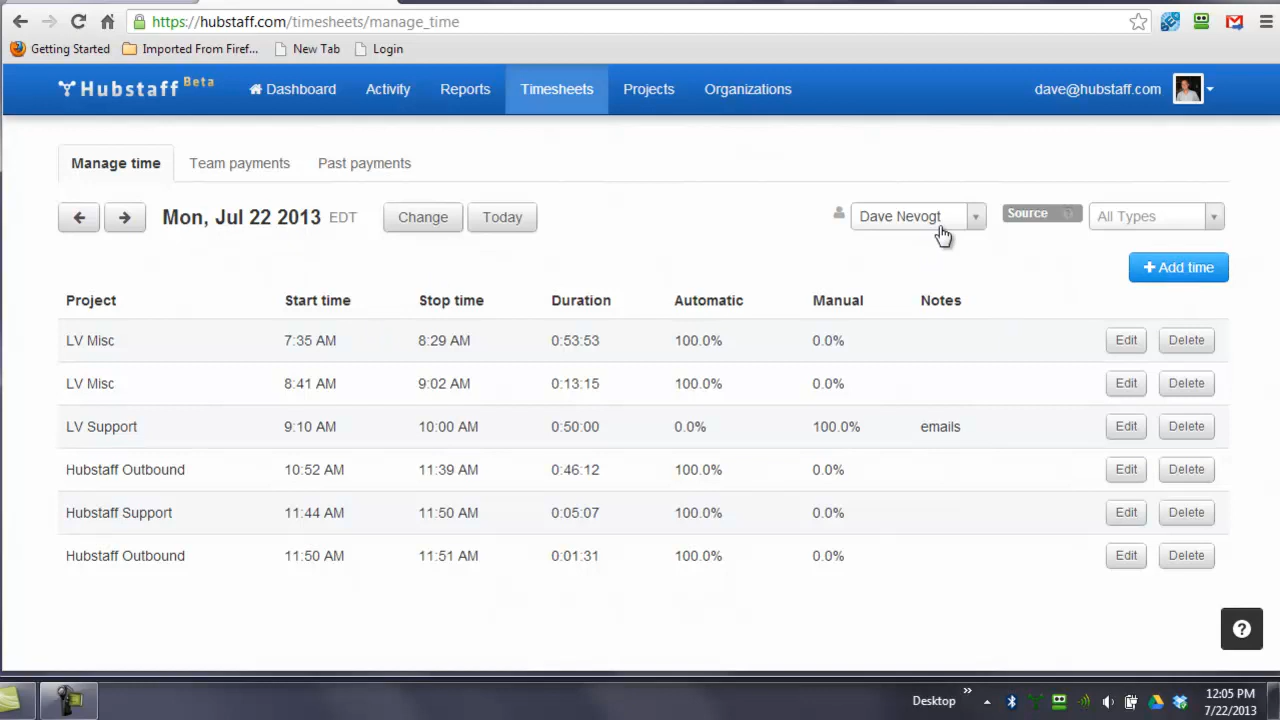 https://hubstaff.com/timesheets/manage_time
Getting Started Imported From Firef... New Tab Login
Hubstaff Beta Dashboard Activity Reports Timesheets Projects Organizations dave@hubstaff.com
Manage time Team payments Past payments
Mon, Jul 22 2013 EDT Change Today Dave Nevogt Source All Types
+ Add time
Project Start time Stop time Duration Automatic Manual Notes
LV Misc 7:35 AM 8:29 AM 0:53:53 100.0% 0.0% Edit Delete
LV Misc 8:41 AM 9:02 AM 0:13:15 100.0% 0.0% Edit Delete
LV Support 9:10 AM 10:00 AM 0:50:00 0.0% 100.0% emails Edit Delete
Hubstaff Outbound 10:52 AM 11:39 AM 0:46:12 100.0% 0.0% Edit Delete
Hubstaff Support 11:44 AM 11:50 AM 0:05:07 100.0% 0.0% Edit Delete
Hubstaff Outbound 11:50 AM 11:51 AM 0:01:31 100.0% 0.0% Edit Delete
?
Desktop » 12:05 PM
7/22/2013